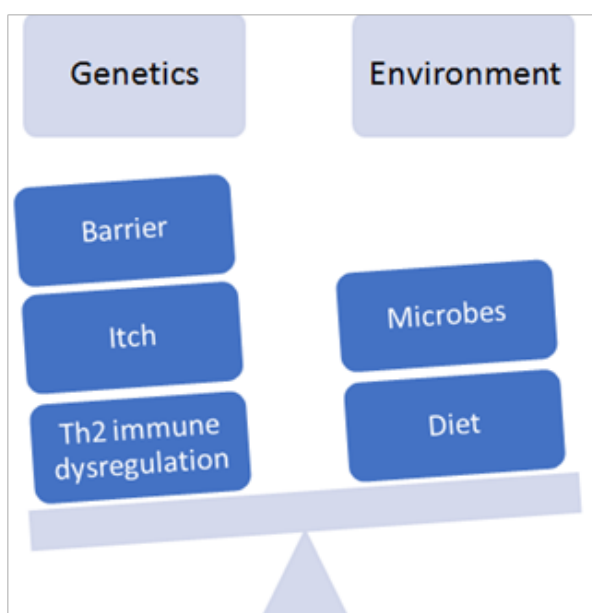 Genetics
Environment
Barrier
Itch
Th2 immune
dysregulation
Microbes
Diet